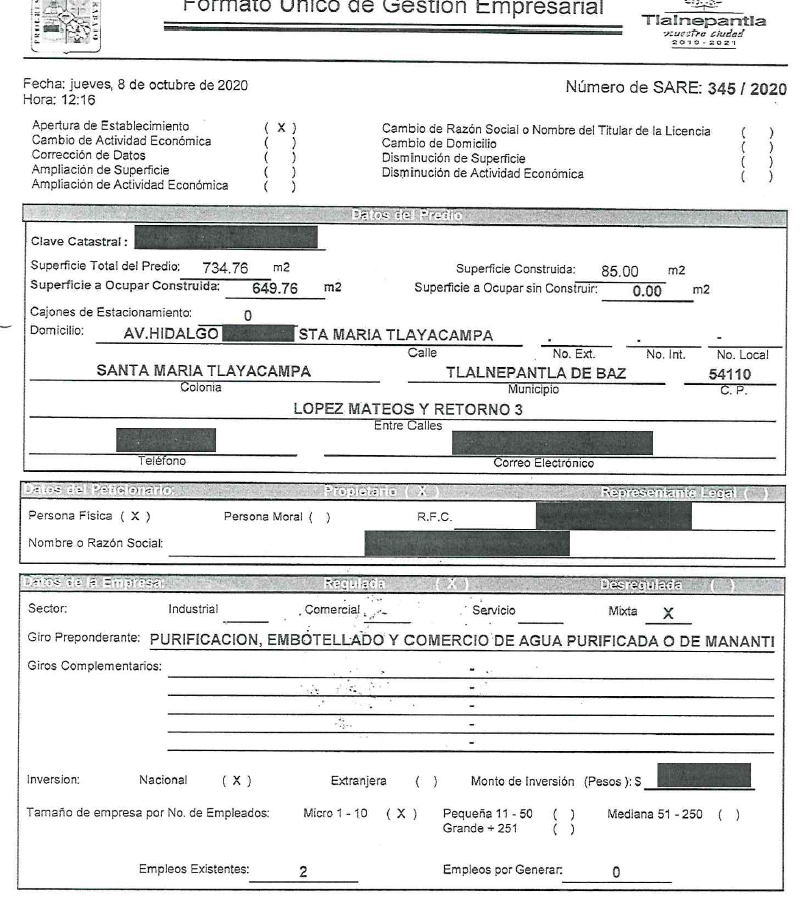 Formato Único de Gestión Empresarial
Tlalnepantla
nuestra ciudad
2019 - 2021
Fecha: jueves, 8 de octubre de 2020
Número de SARE: 345 / 2020
Hora: 12:16
Apertura de Establecimiento ( X ) Cambio de Razón Social o Nombre del Titular de la Licencia ( )
Cambio de Actividad Económica ( ) Cambio de Domicilio ( )
Corrección de Datos ( ) Disminución de Superficie ( )
Ampliación de Superficie ( ) Disminución de Actividad Económica ( )
Ampliación de Actividad Económica ( )
Datos del Predio
Clave Catastral :
Superficie Total del Predio: 734.76 m2 Superficie Construida: 85.00 m2
Superficie a Ocupar Construida: 649.76 m2 Superficie a Ocupar sin Construir: 0.00 m2
Cajones de Estacionamiento: 0
Domicilio: AV.HIDALGO STA MARIA TLAYACAMPA . . -
Calle No. Ext. No. Int. No. Local
SANTA MARIA TLAYACAMPA TLALNEPANTLA DE BAZ 54110
Colonia Municipio C. P.
LOPEZ MATEOS Y RETORNO 3
Entre Calles
Teléfono Correo Electrónico
Datos del Peticionario: Propietario ( X ) Representante Legal ( )
Persona Física ( X ) Persona Moral ( ) R.F.C.
Nombre o Razón Social:
Datos de la Empresa: Regulada ( X ) Desregulada ( )
Sector: Industrial Comercial Servicio Mixta X
Giro Preponderante: PURIFICACION, EMBOTELLADO Y COMERCIO DE AGUA PURIFICADA O DE MANANTI
Giros Complementarios: -
-
-
-
-
Inversion: Nacional ( X ) Extranjera ( ) Monto de Inversión (Pesos ): $
Tamaño de empresa por No. de Empleados: Micro 1 - 10 ( X ) Pequeña 11 - 50 ( ) Mediana 51 - 250 ( )
Grande + 251 ( )
Empleos Existentes: 2 Empleos por Generar: 0